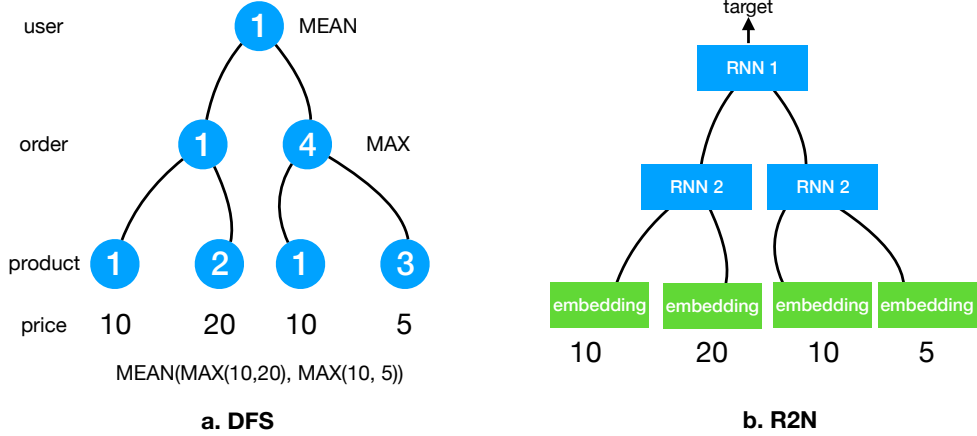 user
1
MEAN
order
1
4
MAX
product
1
2
1
3
price
10
20
10
5
MEAN(MAX(10,20), MAX(10, 5))
a. DFS
target
RNN 1
RNN 2
RNN 2
embedding
embedding
embedding
embedding
10
20
10
5
b. R2N